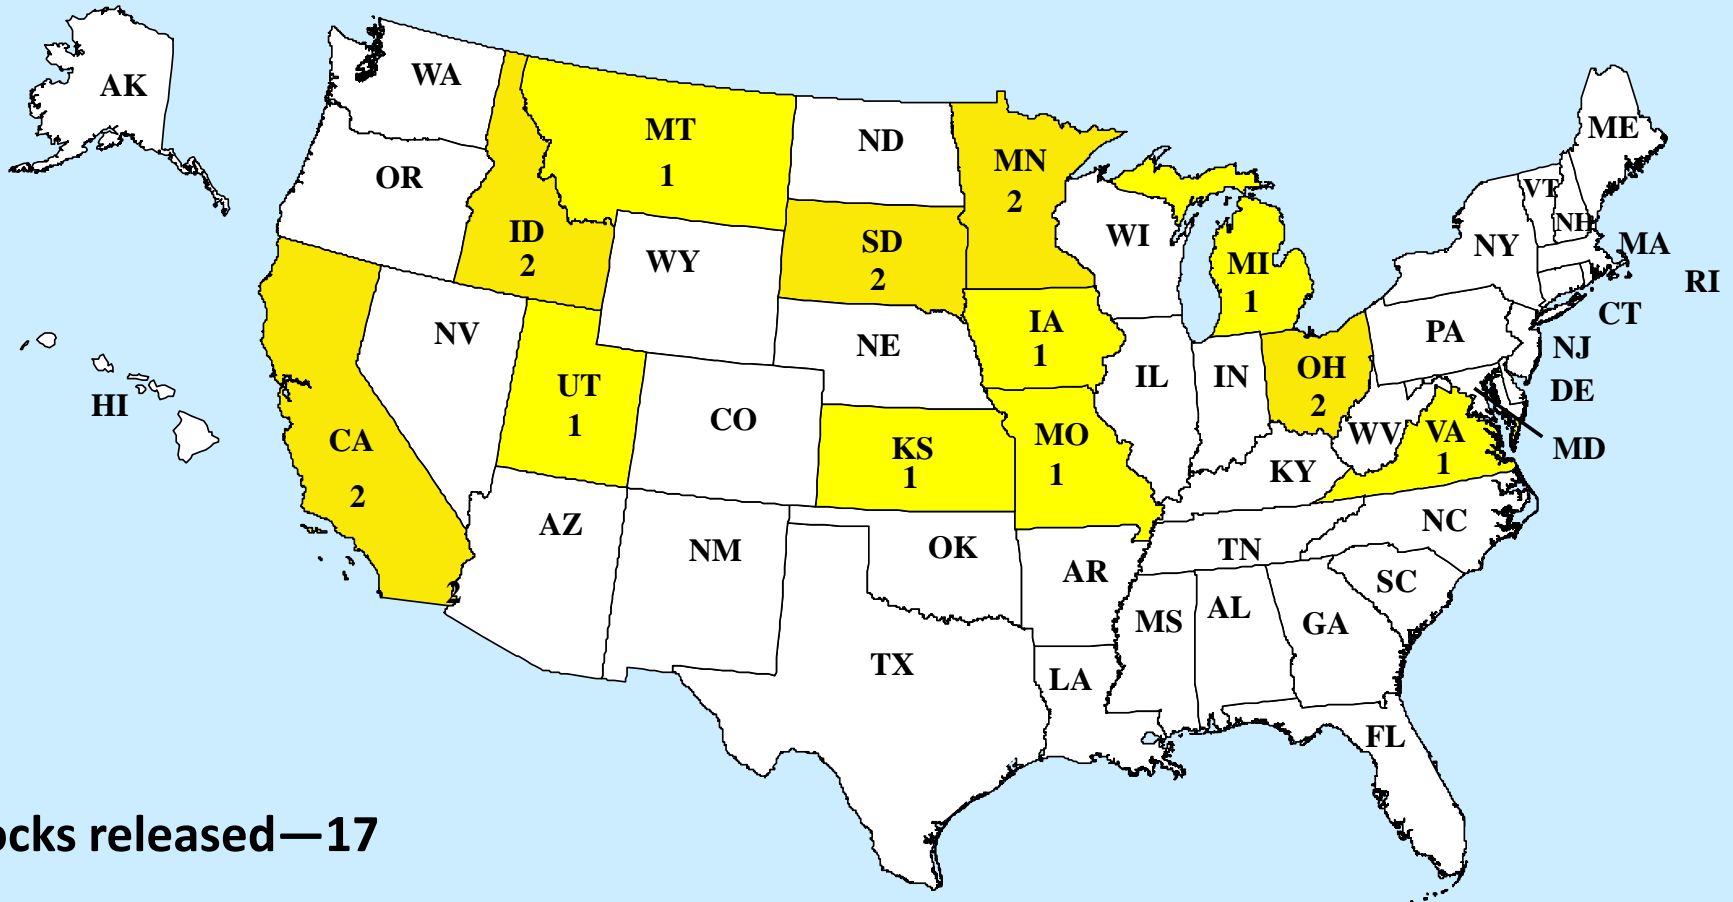 AK
WA
MT
1
ND
MN
2
ME
OR
ID
2
SD
2
WI
MI
1
VT
NH
NY
MA
RI
WY
CT
NV
NE
IA
1
PA
NJ
HI
UT
1
CO
IL
IN
OH
2
DE
CA
2
KS
1
MO
1
WV
VA
1
MD
KY
AZ
NM
OK
AR
TN
NC
SC
2
MS
AL
GA
TX
LA
FL
ocks released—17